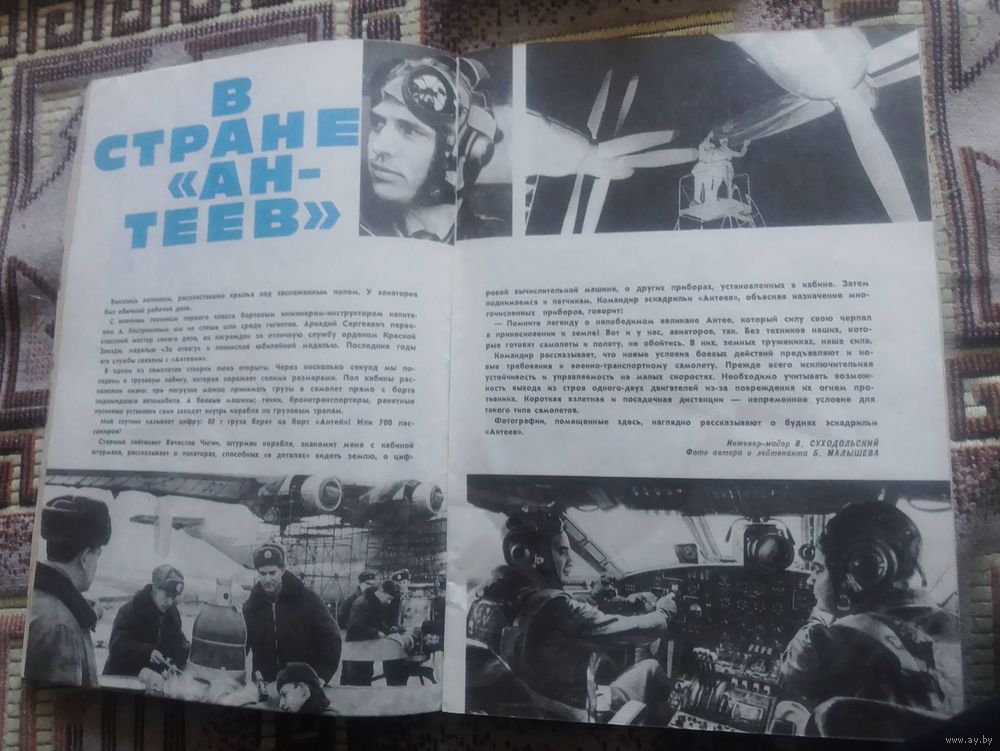 В
СТРАНЕ
«АН-
ТЕЕВ»
Высились великаны, распластавшие крылья над заснеженным полем. У авиаторов
был обычный рабочий день.
С военным техником первого класса бортовым инженером-инструктором капита-
ном А. мы не спеша шли среди гигантов. Аркадий Сергеевич перво-
классный мастер своего дела, он награжден за отличную службу орденом Красной
Звезды, медалью «За отвагу» и ленинской юбилейной медалью. Последние годы
его служба связана с «Антеями».
В одном из самолетов створки люка открыты. Через несколько секунд мы по-
падаем в грузовую кабину, которая поражает своими размерами. Пол кабины рас-
положен низко: при погрузке можно принимать грузы в самолет прямо с борта
подошедшего автомобиля. А боевые машины: танки, бронетранспортеры, ракетные
пусковые установки сами заходят внутрь корабля по грузовым трапам.
Мой спутник называет цифру: 80 т груза берет на борт «Антей»! Или 700 пас-
сажиров!
Старший лейтенант Вячеслав Чигин, штурман корабля, знакомит меня с кабиной
штурмана, рассказывает о локаторах, способных «в деталях» видеть землю, о циф-
ровой вычислительной машине, о других приборах, установленных в кабине. Затем
поднимаемся к летчикам. Командир эскадрильи «Антеев», объясняя назначение мно-
гочисленных приборов, говорит:
— Помните легенду о непобедимом великане Антее, который силу свою черпал
в прикосновении к земле! Вот и у нас, авиаторов, так. Без техников наших, кото-
рые готовят самолеты к полету, не обойтись. В них, земных тружениках, наша сила.
Командир рассказывает, что новые условия боевых действий предъявляют и но-
вые требования к военно-транспортному самолету. Прежде всего исключительная
устойчивость и управляемость на малых скоростях. Необходимо учитывать возмож-
ность выхода из строя одного-двух двигателей из-за повреждения их огнем про-
тивника. Короткая взлетная и посадочная дистанции — непременное условие для
такого типа самолетов.
Фотографии, помещенные здесь, наглядно рассказывают о буднях эскадрильи
«Антеев».
Инженер-майор В. СУХОДОЛЬСКИЙ
Фото автора и лейтенанта Б. МАЛЫШЕВА
www.ay.by